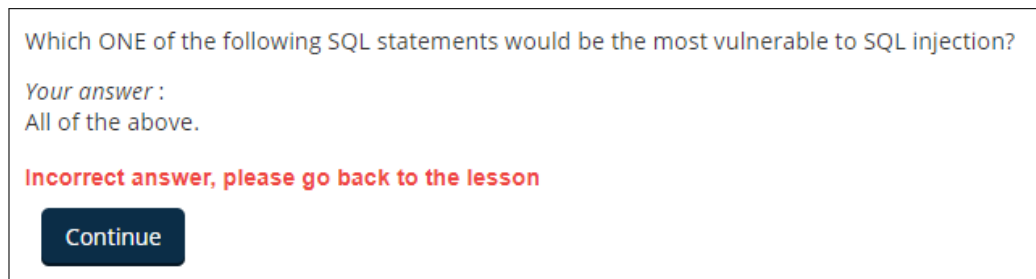 Which ONE of the following SQL statements would be the most vulnerable to SQL injection?
Your answer :
All of the above.
Incorrect answer, please go back to the lesson
Continue